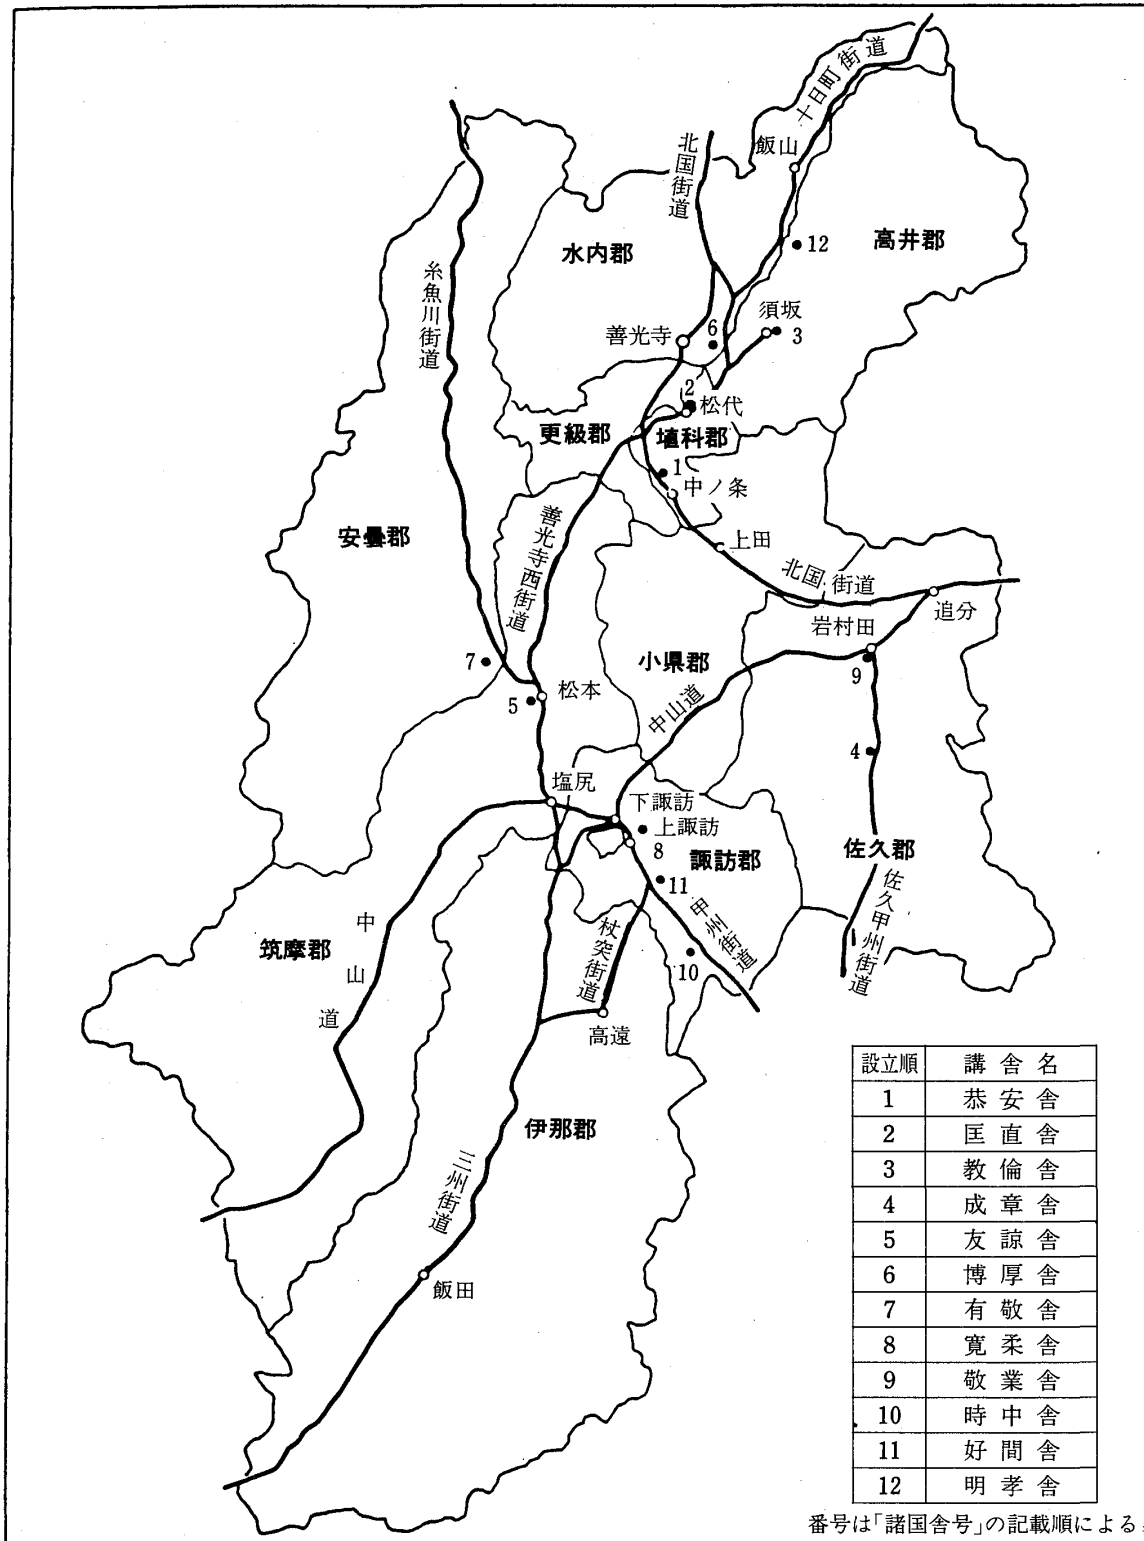 十日町街道
北国街道
飯山
高井郡
12
水内郡
糸魚川街道
須坂
3
善光寺
6
2
松代
更級郡
埴科郡
1
中ノ条
善光寺西街道
安曇郡
上田
北国街道
追分
岩村田
9
小県郡
7
中山道
松本
5
4
塩尻
下諏訪
上諏訪
8
諏訪郡
佐久郡
11
佐久甲州街道
甲州街道
中山道
筑摩郡
杖突街道
10
高遠
伊那郡
三州街道
飯田
設立順 講舎名
1 恭安舎
2 匡直舎
3 教倫舎
4 成章舎
5 友諒舎
6 博厚舎
7 有敬舎
8 寛柔舎
9 敬業舎
10 時中舎
11 好間舎
12 明孝舎
番号は「諸国舎号」の記載順による。